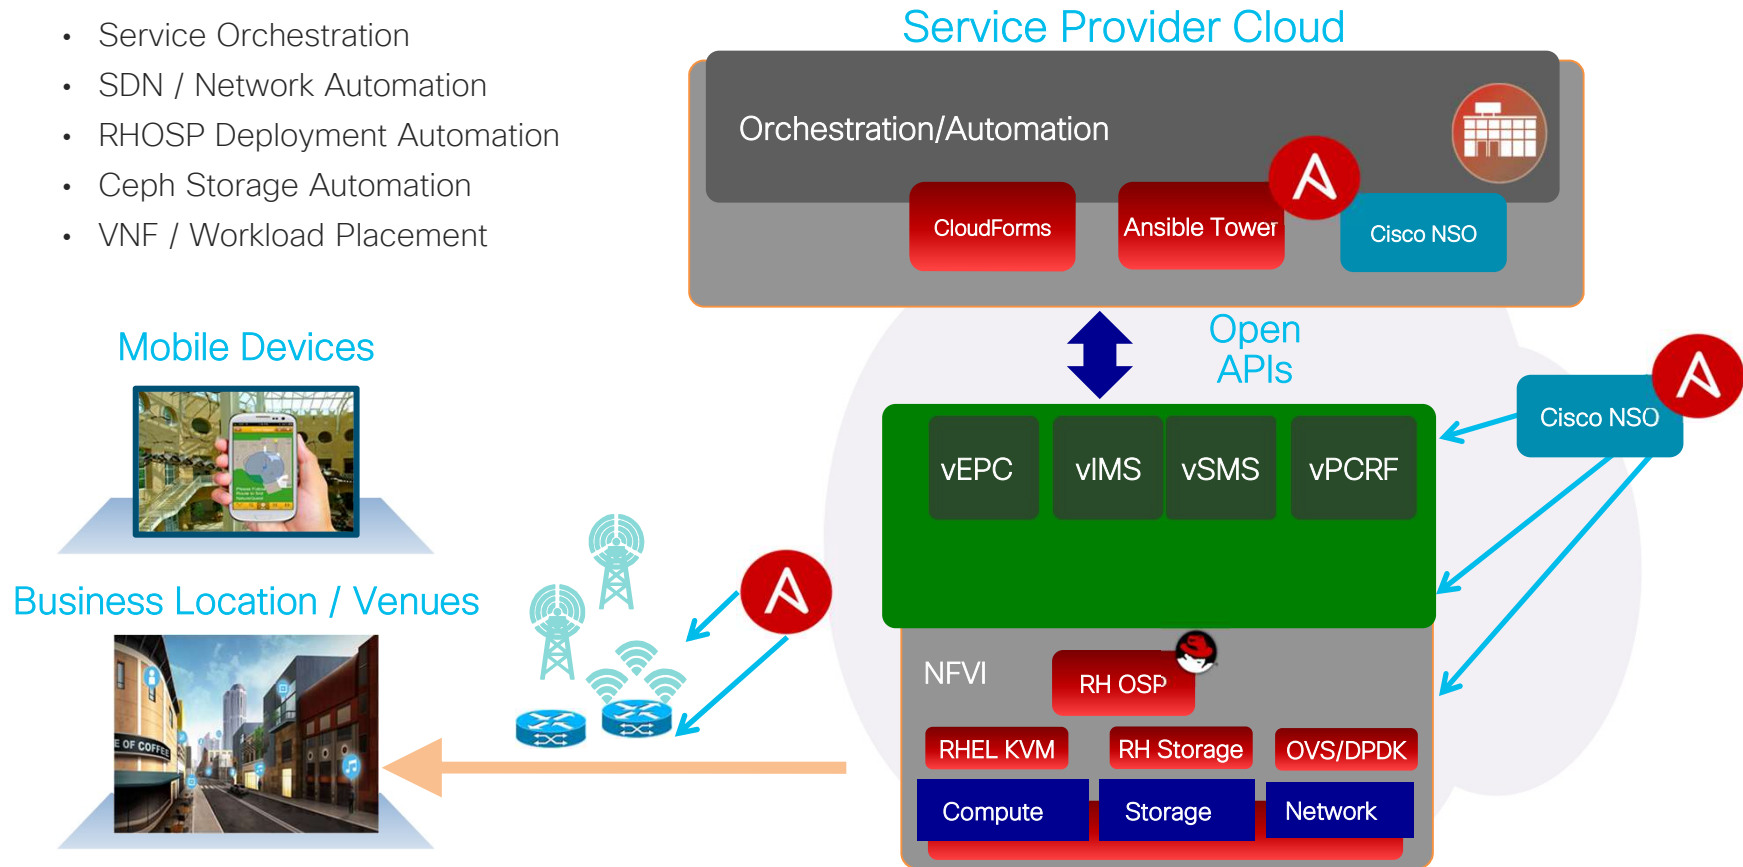 • Service Orchestration
• SDN / Network Automation
• RHOSP Deployment Automation
• Ceph Storage Automation
• VNF / Workload Placement
Service Provider Cloud
Orchestration/Automation
CloudForms
Ansible Tower
Cisco NSO
Open
APIs
Mobile Devices
Cisco NSO
vEPC
vIMS
vSMS
vPCRF
Business Location / Venues
OF COFFEE
NFVI
RH OSP
RHEL KVM
RH Storage
OVS/DPDK
Compute
Storage
Network